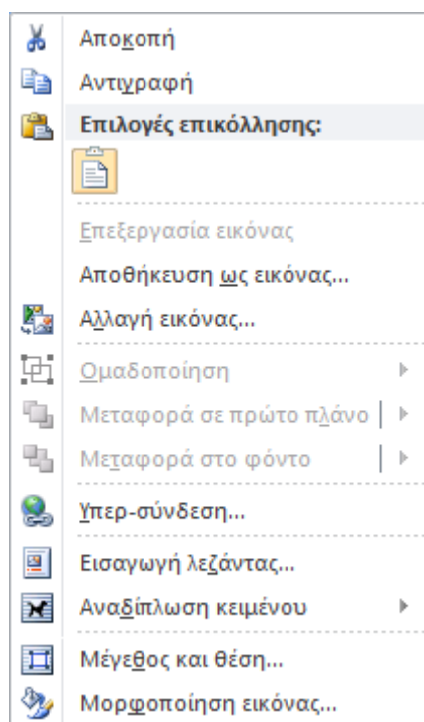 Αποκοπή
Αντιγραφή
Επιλογές επικόλλησης:
Επεξεργασία εικόνας
Αποθήκευση ως εικόνας...
Αλλαγή εικόνας...
Ομαδοποίηση
Μεταφορά σε πρώτο πλάνο
Μεταφορά στο φόντο
Υπερ-σύνδεση...
Εισαγωγή λεζάντας...
Αναδίπλωση κειμένου
Μέγεθος και θέση...
Μορφοποίηση εικόνας...